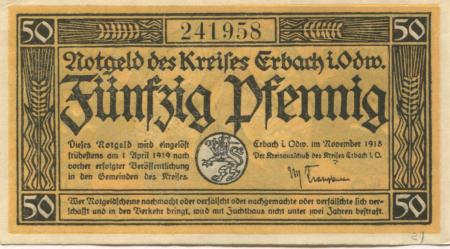 50 241958 50
Notgeld des Kreises Erbach i. Odw.
Fünfzig Pfennig
Dieses Notgeld wird eingelöst
frühestens am 1 April 1919 nach
vorher erfolgter Veröffentlichung
in den Gemeinden des Kreises.
Erbach i. Odw. im November 1918
Der Kreisausschuß des Kreises Erbach i. O.
50 50
Wer Notgeldscheine nachmacht oder verfälscht oder nachgemachte oder verfälschte sich ver-
schafft und in den Verkehr bringt, wird mit Zuchthaus nicht unter zwei Jahren bestraft.